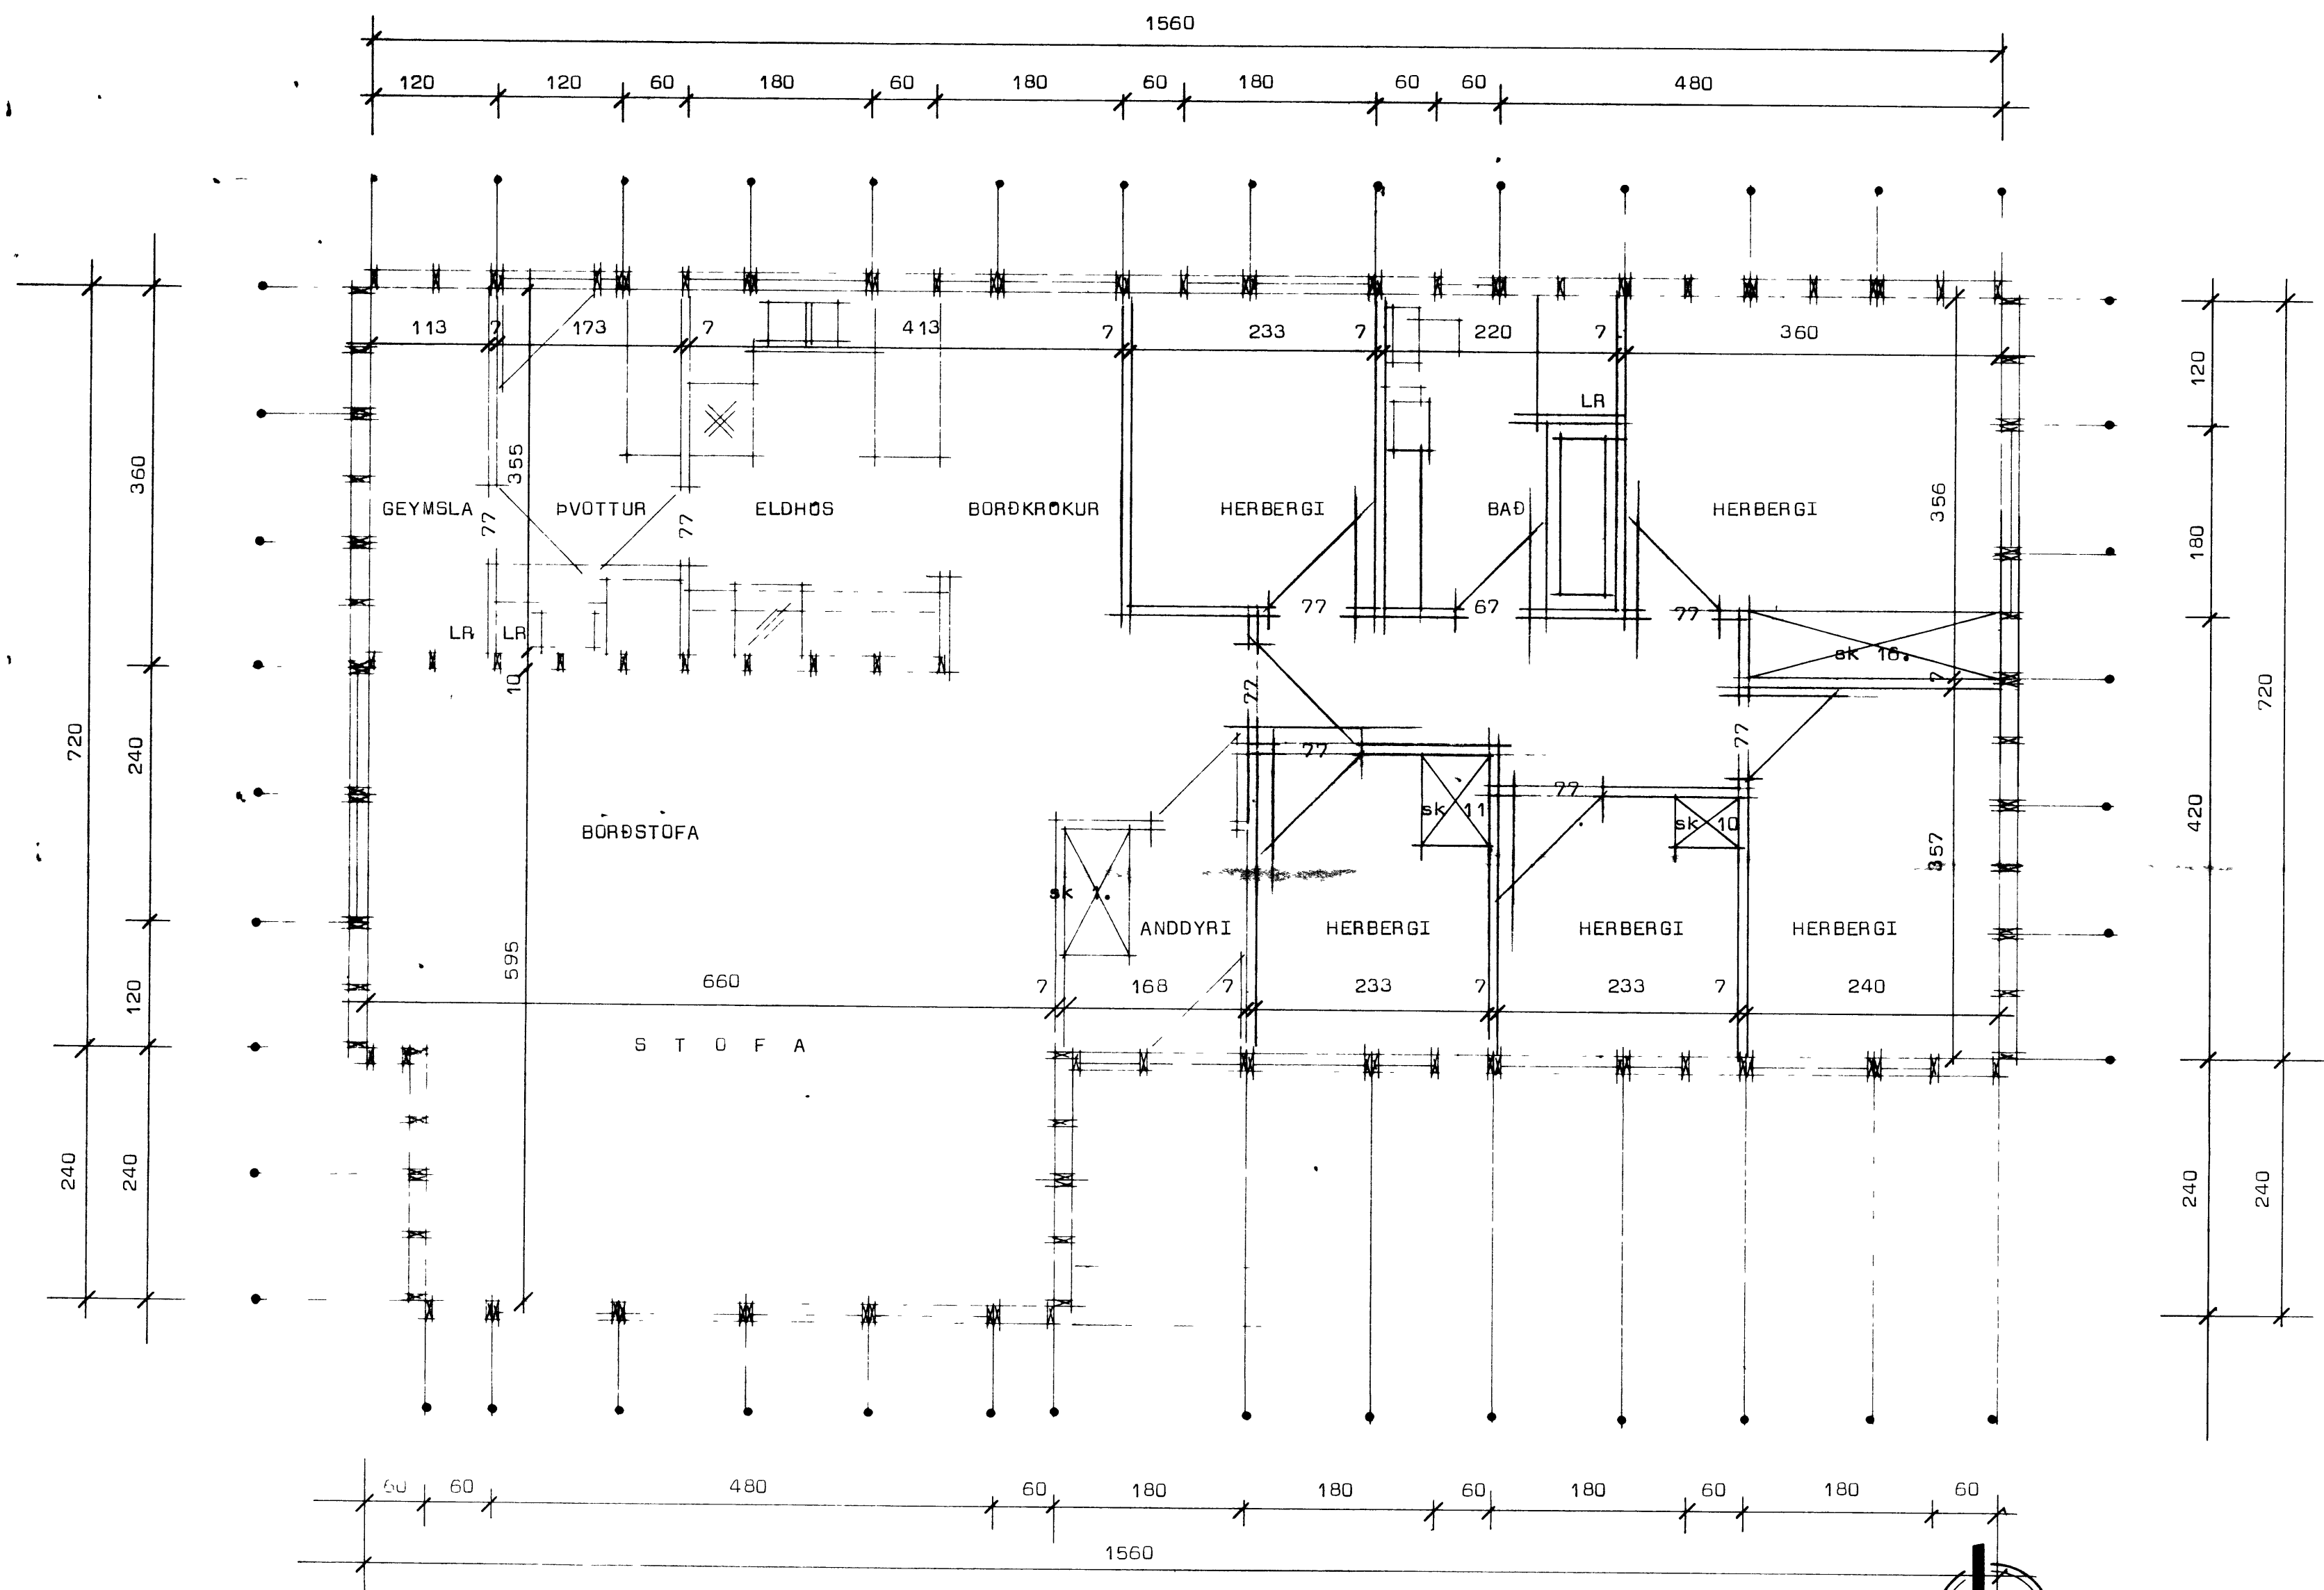 1560
120 120 60 180 60 180 60 180 60 60 480
113 7 173 7 413 7 233 7 220 7 360
LR
360
355
356
120
180
GEYMSLA ÞVOTTUR ELDHÚS BORÐKRÓKUR HERBERGI BAÐ HERBERGI
77 77
77 67 77
LR LR
10
sk 16.
7
77
77
77
77
720
240
720
420
sk 11
sk 10
BORÐSTOFA
357
sk 1.
ANDDYRI HERBERGI HERBERGI HERBERGI
595
120
660 7 168 7 233 7 233 7 240
STOFA
240 240
240 240
60 60 480 60 180 180 60 180 60 180 60
1560